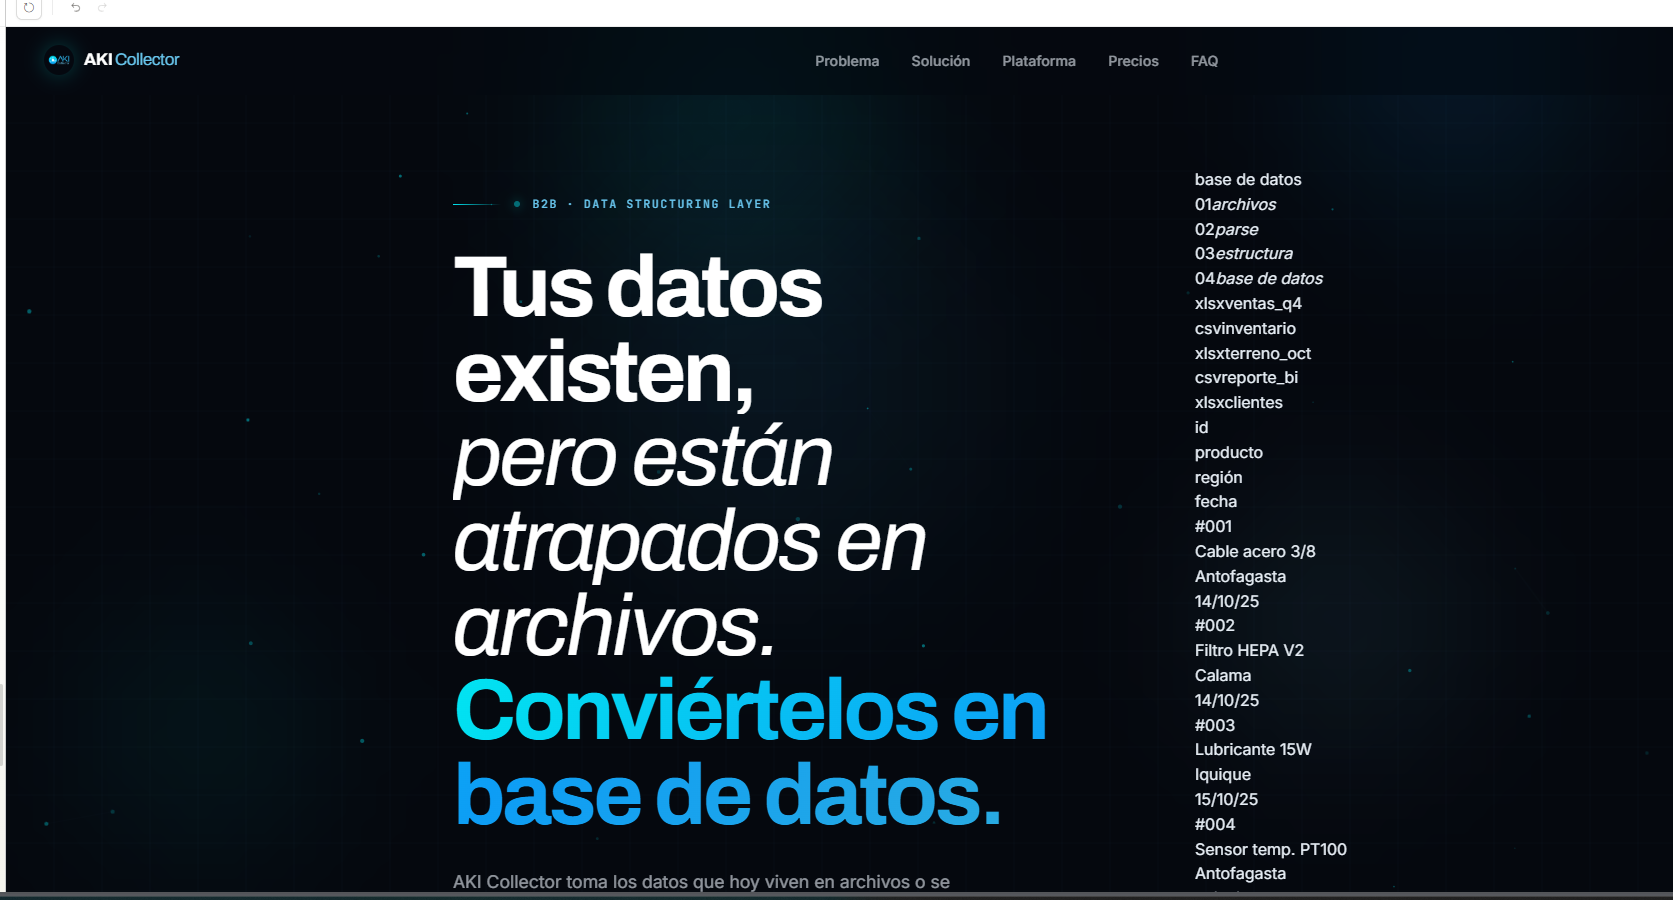 AKI Collector
Problema
Solución
Plataforma
Precios
FAQ
B2B · DATA STRUCTURING LAYER
Tus datos
existen,
pero están
atrapados en
archivos.
Conviértelos en
base de datos.
AKI Collector toma los datos que hoy viven en archivos o se
base de datos
01archivos
02parse
03estructura
04base de datos
xlsxventas_q4
csvinventario
xlsxterreno_oct
csvreporte_bi
xlsxclientes
id
producto
región
fecha
#001
Cable acero 3/8
Antofagasta
14/10/25
#002
Filtro HEPA V2
Calama
14/10/25
#003
Lubricante 15W
Iquique
15/10/25
#004
Sensor temp. PT100
Antofagasta